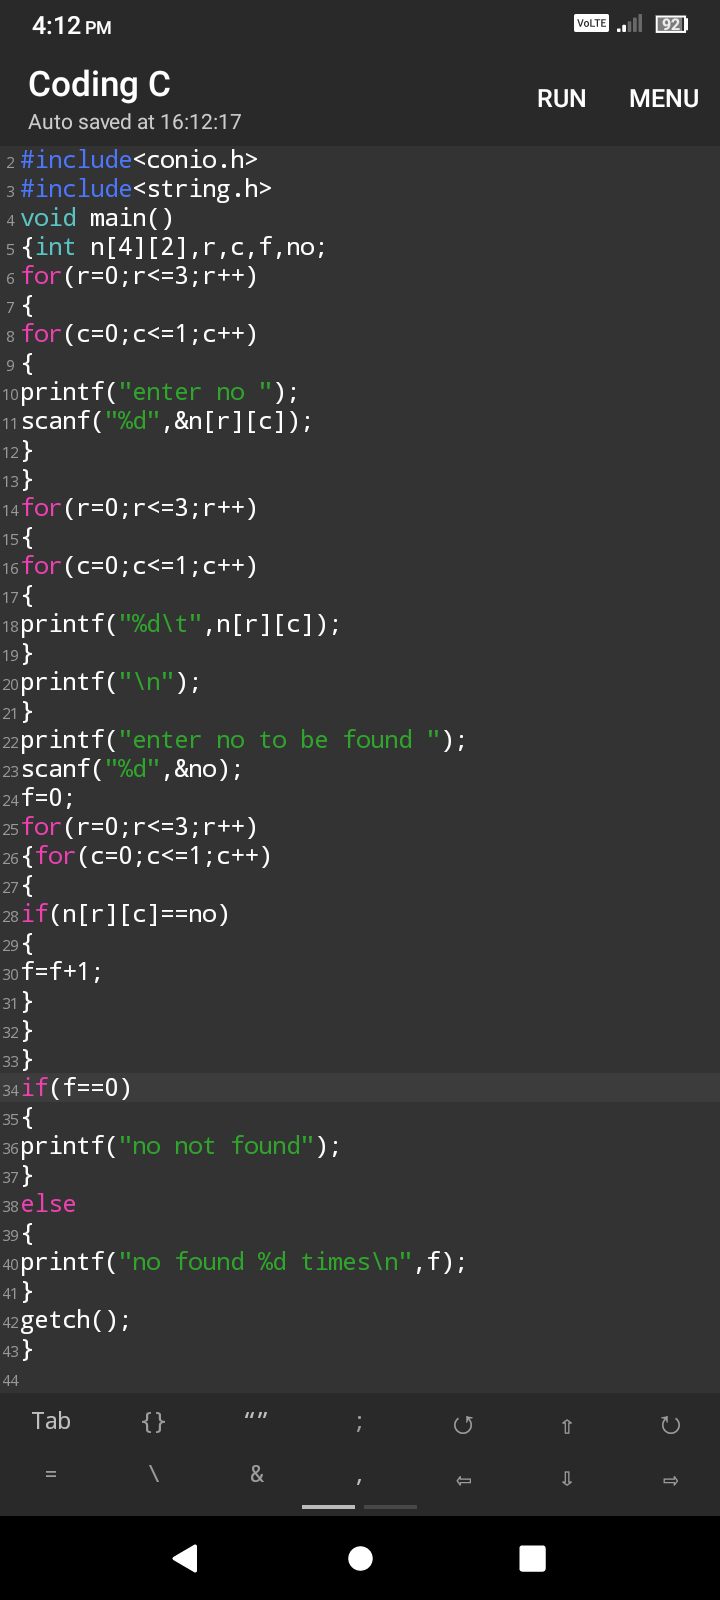 4:12 PM
VoLTE
92
Coding C
Auto saved at 16:12:17
RUN
MENU
2 #include<conio.h>
3 #include<string.h>
4 void main()
5 {int n[4][2],r,c,f,no;
6 for(r=0;r<=3;r++)
7 {
8 for(c=0;c<=1;c++)
9 {
10 printf("enter no ");
11 scanf("%d",&n[r][c]);
12 }
13 }
14 for(r=0;r<=3;r++)
15 {
16 for(c=0;c<=1;c++)
17 {
18 printf("%d\t",n[r][c]);
19 }
20 printf("\n");
21 }
22 printf("enter no to be found ");
23 scanf("%d",&no);
24 f=0;
25 for(r=0;r<=3;r++)
26 {for(c=0;c<=1;c++)
27 {
28 if(n[r][c]==no)
29 {
30 f=f+1;
31 }
32 }
33 }
34 if(f==0)
35 {
36 printf("no not found");
37 }
38 else
39 {
40 printf("no found %d times\n",f);
41 }
42 getch();
43 }
44
Tab {} “” ; ↺ ⇧ ↻
= \ & , ⇦ ⇩ ⇨